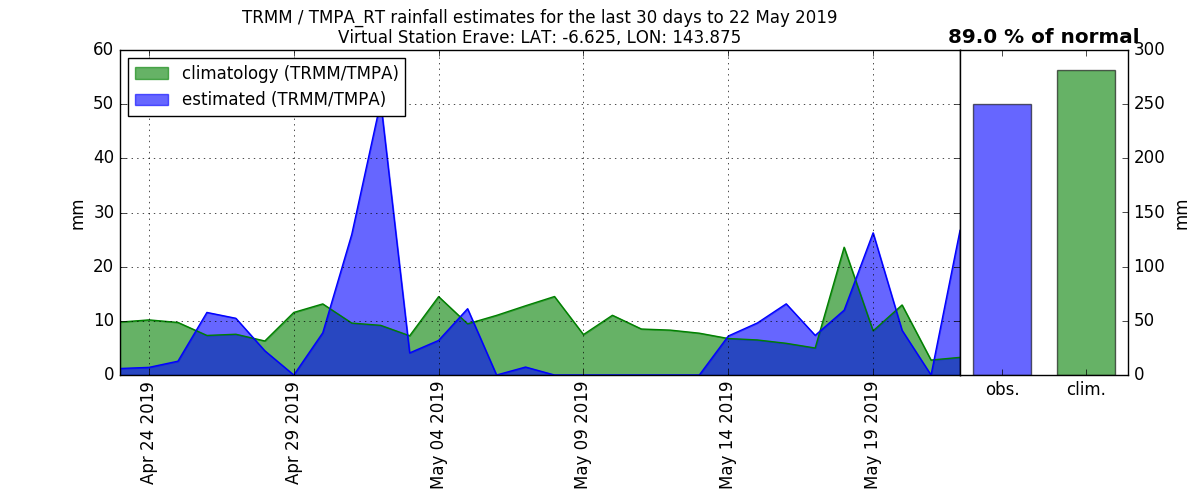 TRMM / TMPA_RT rainfall estimates for the last 30 days to 22 May 2019
Virtual Station Erave: LAT: -6.625, LON: 143.875
89.0 % of normal
climatology (TRMM/TMPA)
estimated (TRMM/TMPA)
60
50
40
30
20
10
0
mm
Apr 24 2019
Apr 29 2019
May 04 2019
May 09 2019
May 14 2019
May 19 2019
300
250
200
150
100
50
0
mm
obs.
clim.